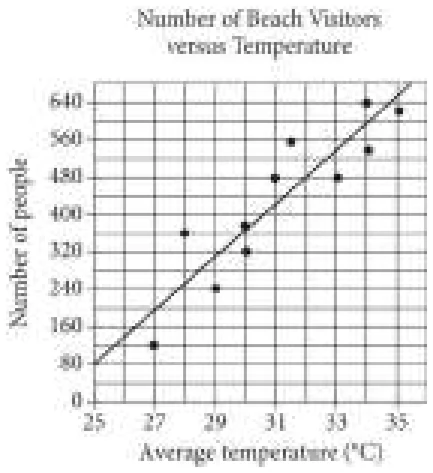 Number of Beach Visitors
versus Temperature
Number of people
640
560
480
400
320
240
160
80
0
25 27 29 31 33 35
Average temperature (°C)